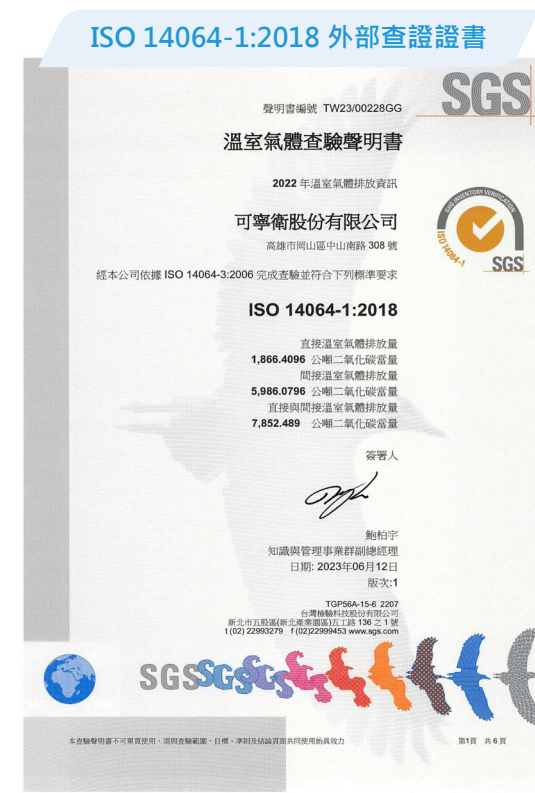 ISO 14064-1:2018 外部查證證書
SGS
聲明書編號 TW23/00228GG
溫室氣體查驗聲明書
2022 年溫室氣體排放資訊
可寧衛股份有限公司
高雄市岡山區中山南路 308 號
GHG INVENTORY VERIFICATION
ISO 14064-1
SGS
經本公司依據 ISO 14064-3:2006 完成查驗並符合下列標準要求
ISO 14064-1:2018
直接溫室氣體排放量
1,866.4096 公噸二氧化碳當量
間接溫室氣體排放量
5,986.0796 公噸二氧化碳當量
直接與間接溫室氣體排放量
7,852.489 公噸二氧化碳當量
簽署人
鮑柏宇
知識與管理事業群副總經理
日期: 2023年06月12日
版次:1
TGP56A-15-6 2207
台灣檢驗科技股份有限公司
新北市五股區(新北產業園區)五工路 136 之 1 號
t (02) 22993279 f (02)22999453 www.sgs.com
SGSSGSSGS
本查驗聲明書不可單頁使用，須與查驗範圍、目標、準則及結論頁面共同使用始具效力
第1頁 共 6 頁